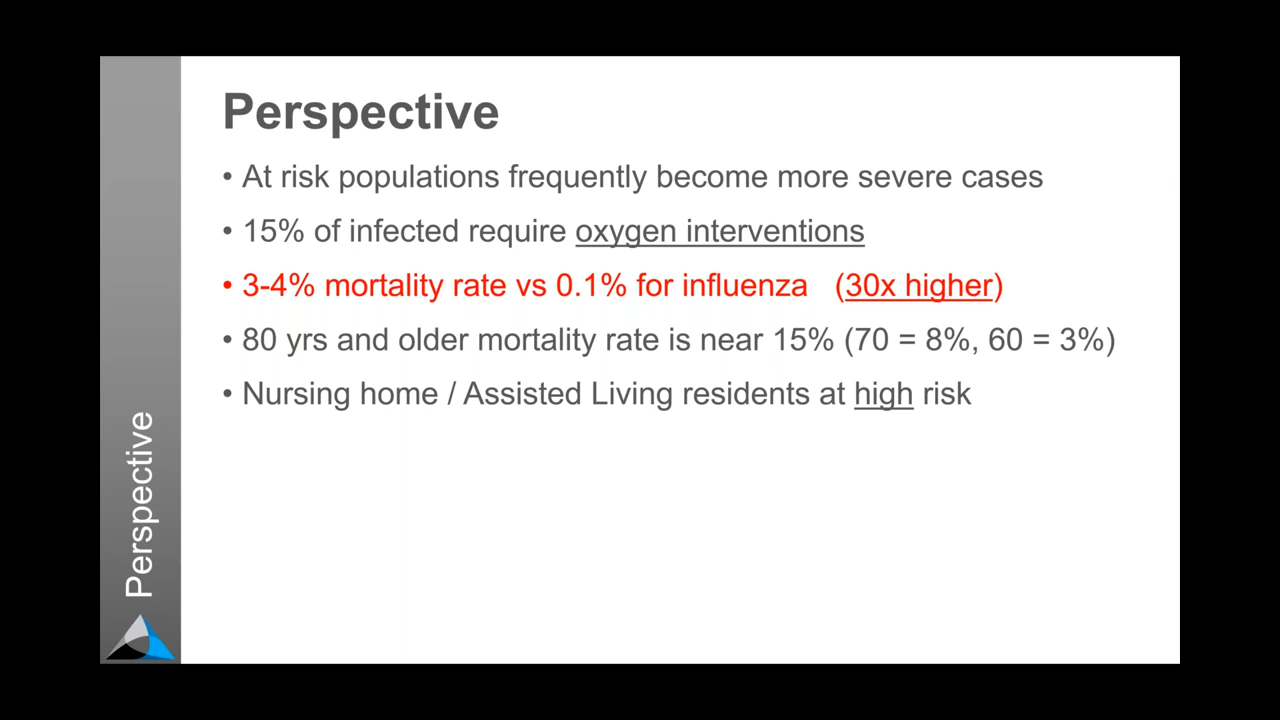 Perspective
• At risk populations frequently become more severe cases
• 15% of infected require oxygen interventions
• 3-4% mortality rate vs 0.1% for influenza (30x higher)
• 80 yrs and older mortality rate is near 15% (70 = 8%, 60 = 3%)
• Nursing home / Assisted Living residents at high risk
Perspective